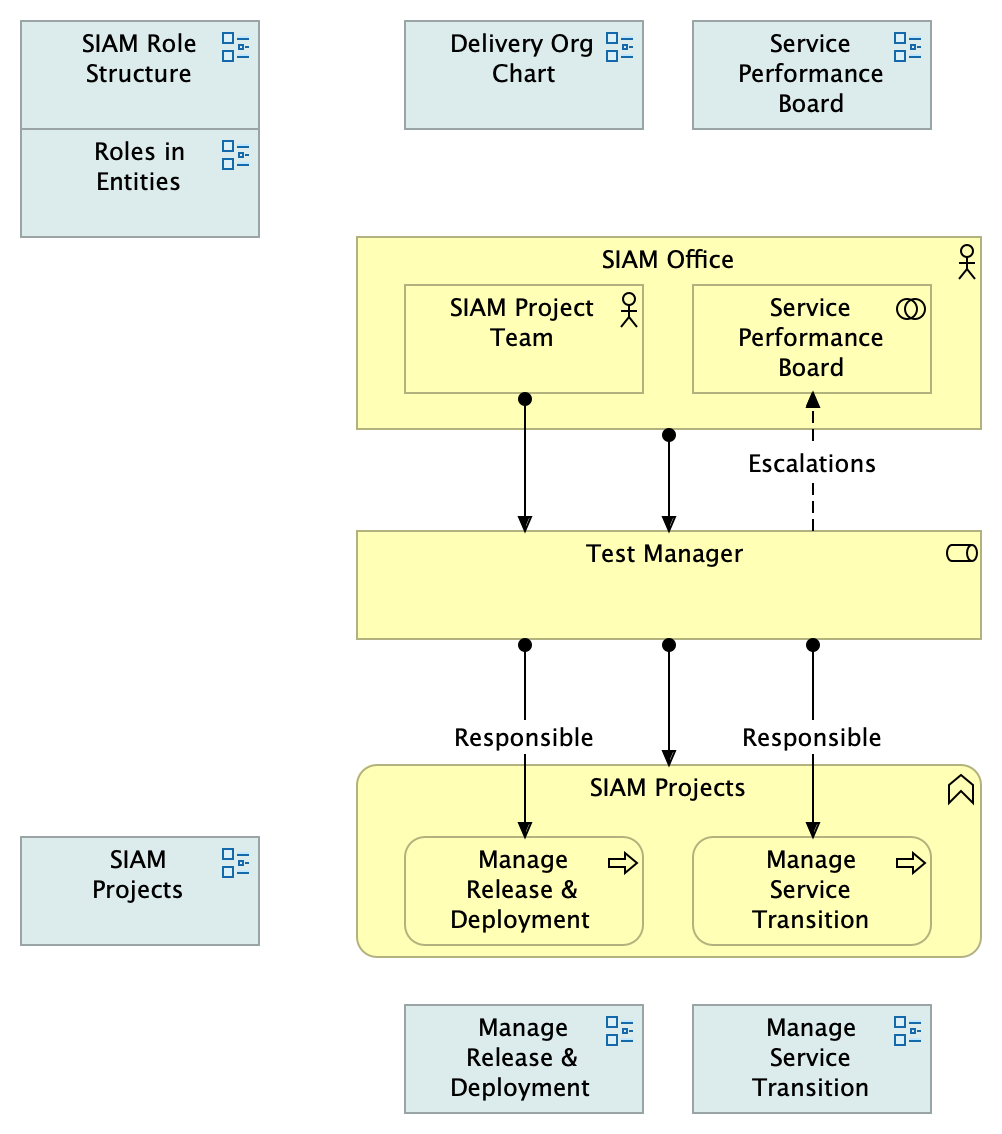 SIAM Role
Structure
Delivery Org
Chart
Service
Performance
Board
Roles in
Entities
SIAM Office
SIAM Project
Team
Service
Performance
Board
Escalations
Test Manager
Responsible
Responsible
SIAM Projects
Manage
Release &
Deployment
Manage
Service
Transition
SIAM
Projects
Manage
Release &
Deployment
Manage
Service
Transition